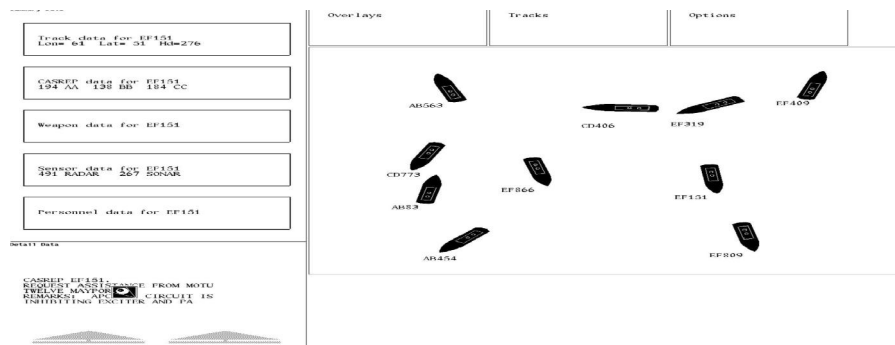 Overlays
Tracks
Options
Track data for EF151
Lon= 61 Lat= 31 Hd=276
CASREP data for EF151
194 AA 128 BB 184 CC
Weapon data for EF151
Sensor data for EF151
491 RADAR 267 SONAR
Personnel data for EF151
AB563
CD406
EF319
EF409
CD773
AB83
EF866
EF151
AB454
EF809
Detail Data
CASREP EF151.
REQUEST ASSISTANCE FROM MOTU
TWELVE MAYPOR
REMARKS: APC CIRCUIT IS
INHIBITING EXCITER AND PA